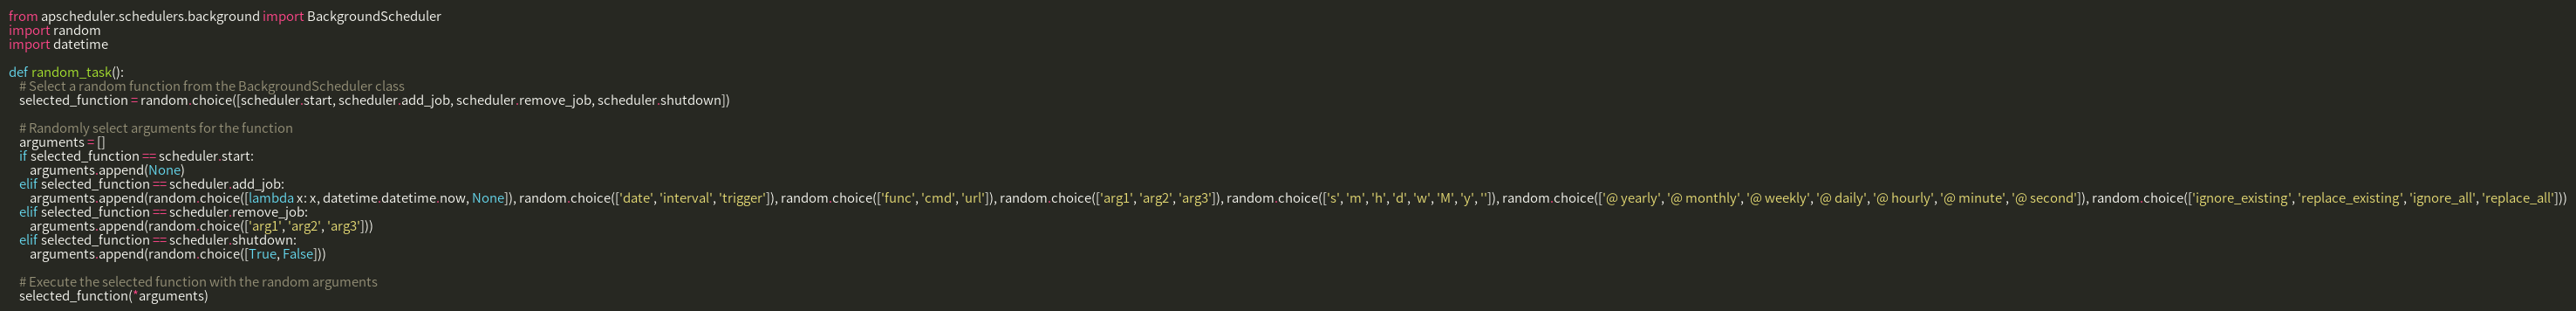 from apscheduler.schedulers.background import BackgroundScheduler
import random
import datetime

def random_task():
    # Select a random function from the BackgroundScheduler class
    selected_function = random.choice([scheduler.start, scheduler.add_job, scheduler.remove_job, scheduler.shutdown])

    # Randomly select arguments for the function
    arguments = []
    if selected_function == scheduler.start:
        arguments.append(None)
    elif selected_function == scheduler.add_job:
        arguments.append(random.choice([lambda x: x, datetime.datetime.now, None]), random.choice(['date', 'interval', 'trigger']), random.choice(['func', 'cmd', 'url']), random.choice(['arg1', 'arg2', 'arg3']), random.choice(['s', 'm', 'h', 'd', 'w', 'M', 'y', '']), random.choice(['@ yearly', '@ monthly', '@ weekly', '@ daily', '@ hourly', '@ minute', '@ second']), random.choice(['ignore_existing', 'replace_existing', 'ignore_all', 'replace_all']))
    elif selected_function == scheduler.remove_job:
        arguments.append(random.choice(['arg1', 'arg2', 'arg3']))
    elif selected_function == scheduler.shutdown:
        arguments.append(random.choice([True, False]))

    # Execute the selected function with the random arguments
    selected_function(*arguments)